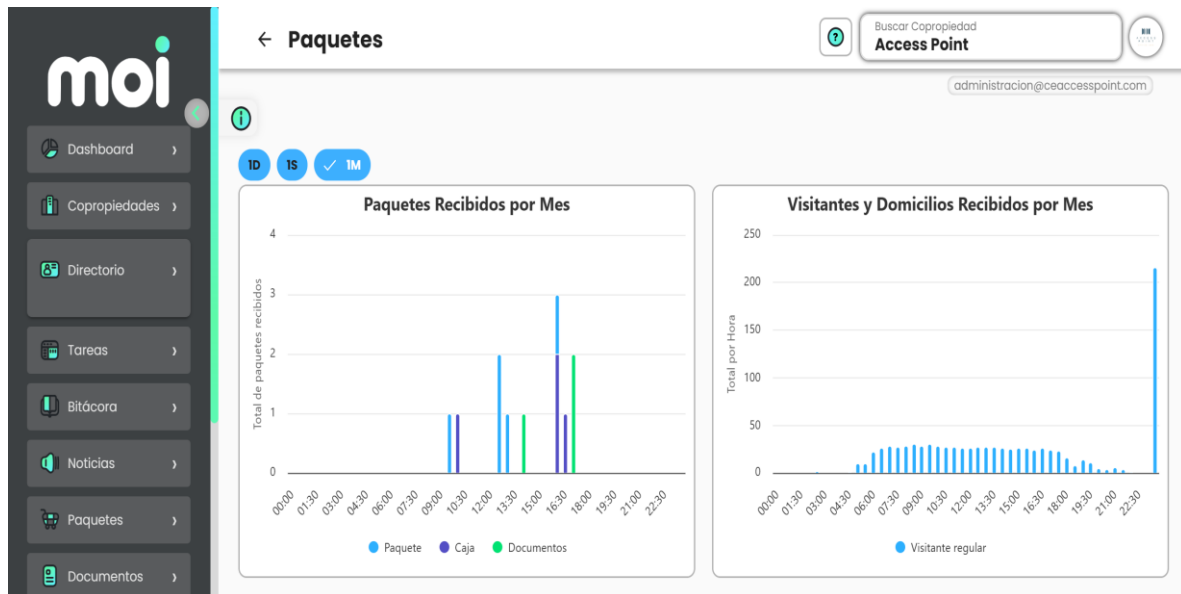 moi
Dashboard
Copropiedades
Directorio
Tareas
Bitácora
Noticias
Paquetes
Documentos
Paquetes
Buscar Copropiedad
Access Point
administracion@ceaccesspoint.com
1D 1S 1M
Paquetes Recibidos por Mes
Total de paquetes recibidos
4
3
2
1
0
00:00 01:30 03:00 04:30 06:00 07:30 09:00 10:30 12:00 13:30 15:00 16:30 18:00 19:30 21:00 22:30
Paquete Caja Documentos
Visitantes y Domicilios Recibidos por Mes
Total por Hora
250
200
150
100
50
0
00:00 01:30 03:00 04:30 06:00 07:30 09:00 10:30 12:00 13:30 15:00 16:30 18:00 19:30 21:00 22:30
Visitante regular